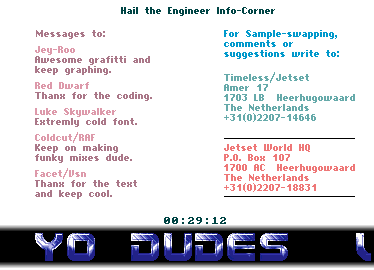 Hail the Engineer Info-Corner
Messages to:
Jey-Roo
Awesome grafitti and
keep graphing.
Red Dwarf
Thanx for the coding.
Luke Skywalker
Extremly cold font.
Coldcut/RAF
Keep on making
funky mixes dude.
Facet/Vsn
Thanx for the text
and keep cool.
For Sample-swapping,
comments or
suggestions write to:
Timeless/Jetset
Amer 17
1703 LB  Heerhugowaard
The Netherlands
+31(0)2207-14646
Jetset World HQ
P.O. Box 107
1700 AC  Heerhugowaard
The Netherlands
+31(0)2207-18831
00:29:12
YO DUDES